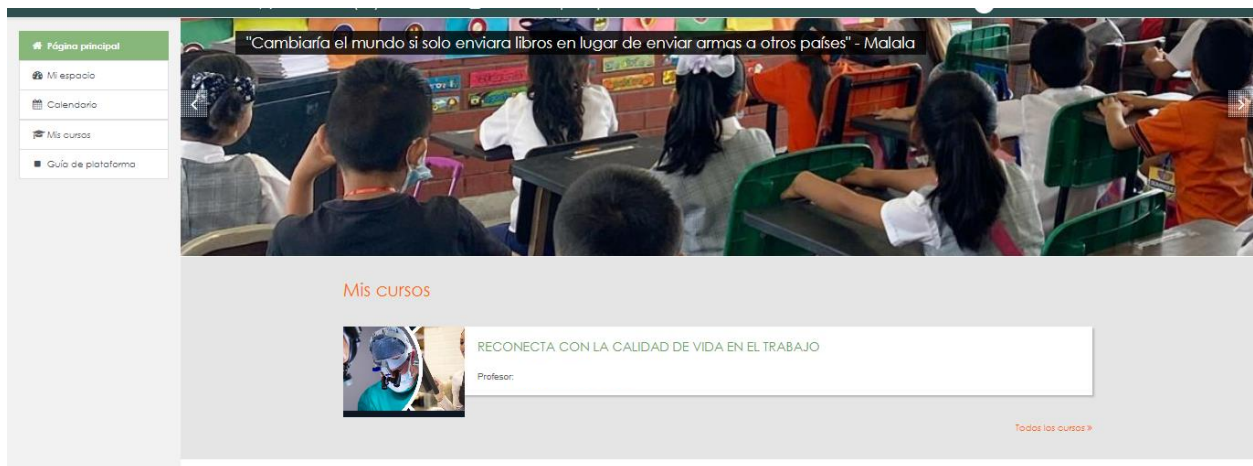 Página principal
Mi espacio
Calendario
Mis cursos
Guía de plataforma
"Cambiaría el mundo si solo enviara libros en lugar de enviar armas a otros países" - Malala
Mis cursos
RECONECTA CON LA CALIDAD DE VIDA EN EL TRABAJO
Profesor:
Todos los cursos »